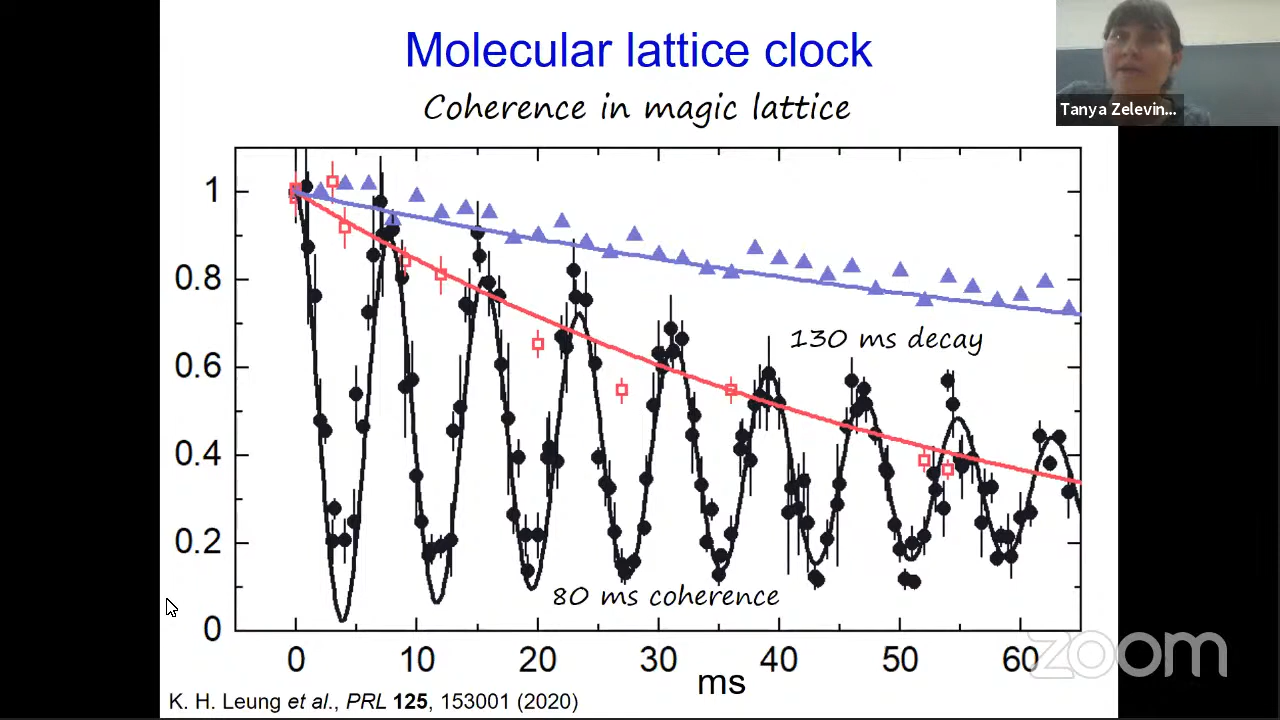 Molecular lattice clock
Coherence in magic lattice
Tanya Zelevin...
1
0.8
0.6
0.4
0.2
0
130 ms decay
80 ms coherence
0 10 20 30 40 50 60
ms
zoom
K. H. Leung et al., PRL 125, 153001 (2020)